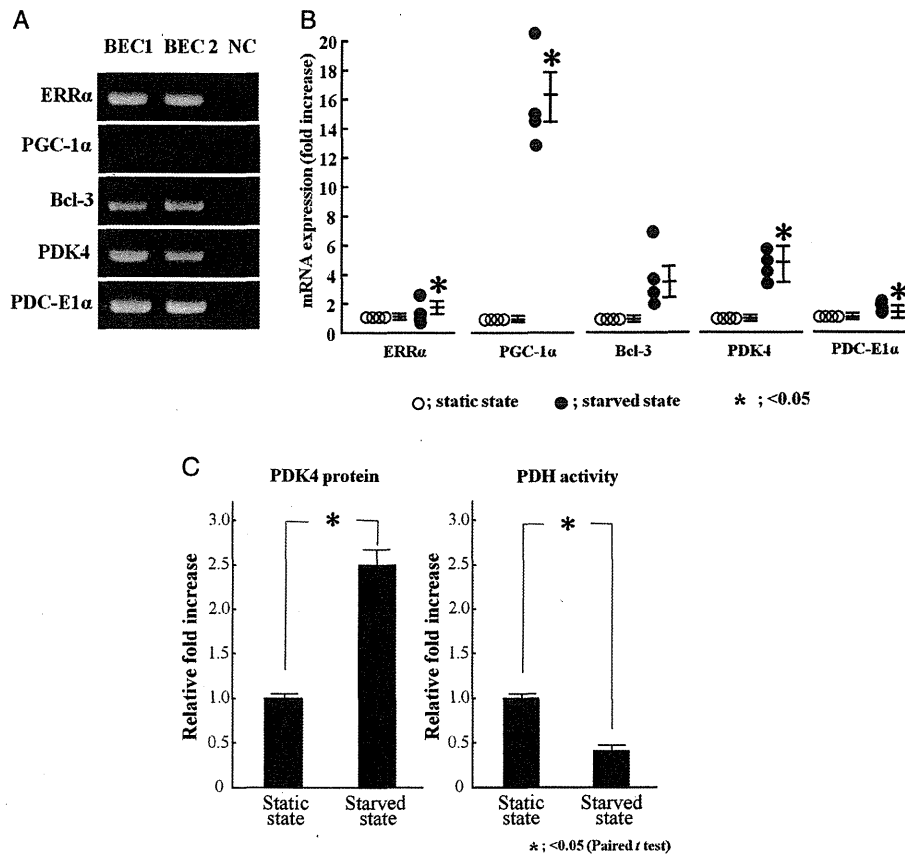 A
BEC1 BEC 2 NC
ERRα
PGC-1α
Bcl-3
PDK4
PDC-E1α
B
mRNA expression (fold increase)
20
18
16
14
12
10
8
6
4
2
0
*
*
*
*
ERRα PGC-1α Bcl-3 PDK4 PDC-E1α
; static state ; starved state * ; <0.05
C
PDK4 protein
Relative fold increase
3.0
2.5
2.0
1.0
0.5
0
*
Static state
Starved state
PDH activity
Relative fold increase
3.0
2.5
2.0
1.0
0.5
0
*
Static state
Starved state
* ; <0.05 (Paired t test)